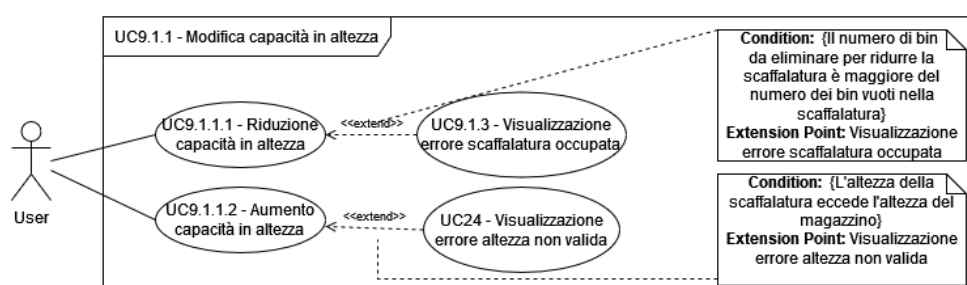 UC9.1.1 - Modifica capacità in altezza
User
UC9.1.1.1 - Riduzione
capacità in altezza
<<extend>>
UC9.1.3 - Visualizzazione
errore scaffalatura occupata
Condition: {Il numero di bin
da eliminare per ridurre la
scaffalatura è maggiore del
numero dei bin vuoti nella
scaffalatura}
Extension Point: Visualizzazione
errore scaffalatura occupata
UC9.1.1.2 - Aumento
capacità in altezza
<<extend>>
UC24 - Visualizzazione
errore altezza non valida
Condition: {L'altezza della
scaffalatura eccede l'altezza del
magazzino}
Extension Point: Visualizzazione
errore altezza non valida